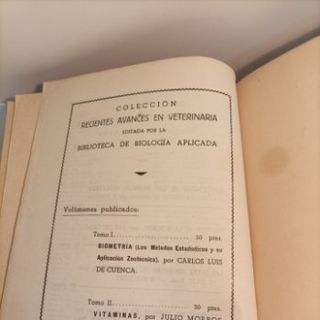 COLECCIÓN
RECIENTES AVANCES EN VETERINARIA
EDITADA POR LA
BIBLIOTECA DE BIOLOGÍA APLICADA
Volúmenes publicados:
Tomo I. 30 ptas.
BIOMETRÍA (Los Métodos Estadísticos y su
Aplicación Zootécnica), por CARLOS LUIS
DE CUENCA.
Tomo II 30 ptas.
VITAMINAS, por JULIO MORROS